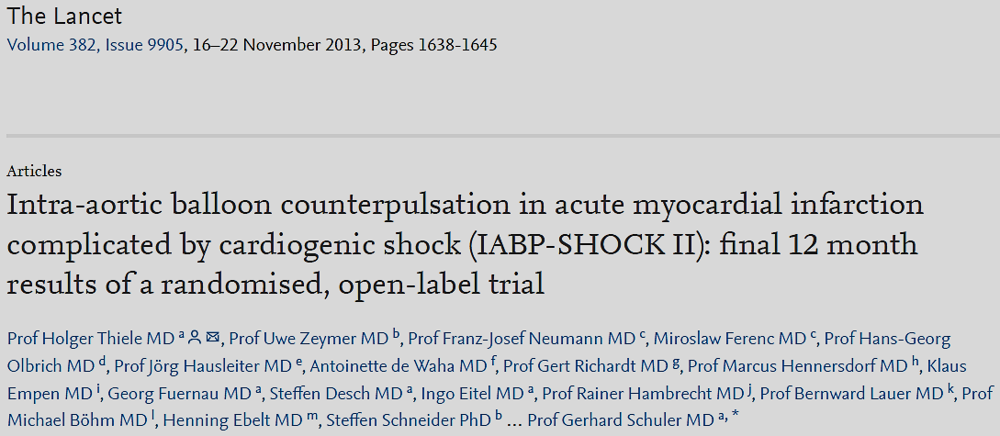 The Lancet
Volume 382, Issue 9905, 16–22 November 2013, Pages 1638-1645
Articles
Intra-aortic balloon counterpulsation in acute myocardial infarction
complicated by cardiogenic shock (IABP-SHOCK II): final 12 month
results of a randomised, open-label trial
Prof Holger Thiele MD a, Prof Uwe Zeymer MD b, Prof Franz-Josef Neumann MD c, Miroslaw Ferenc MD c, Prof Hans-Georg
Olbrich MD d, Prof Jörg Hausleiter MD e, Antoinette de Waha MD f, Prof Gert Richardt MD g, Prof Marcus Hennersdorf MD h, Klaus
Empen MD i, Georg Fuernau MD a, Steffen Desch MD a, Ingo Eitel MD a, Prof Rainer Hambrecht MD j, Prof Bernward Lauer MD k, Prof
Michael Böhm MD l, Henning Ebelt MD m, Steffen Schneider PhD b ... Prof Gerhard Schuler MD a, *